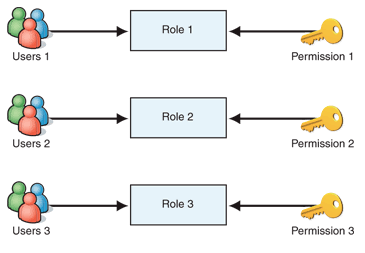 Role 1
Users 1
Permission 1
Role 2
Users 2
Permission 2
Role 3
Users 3
Permission 3